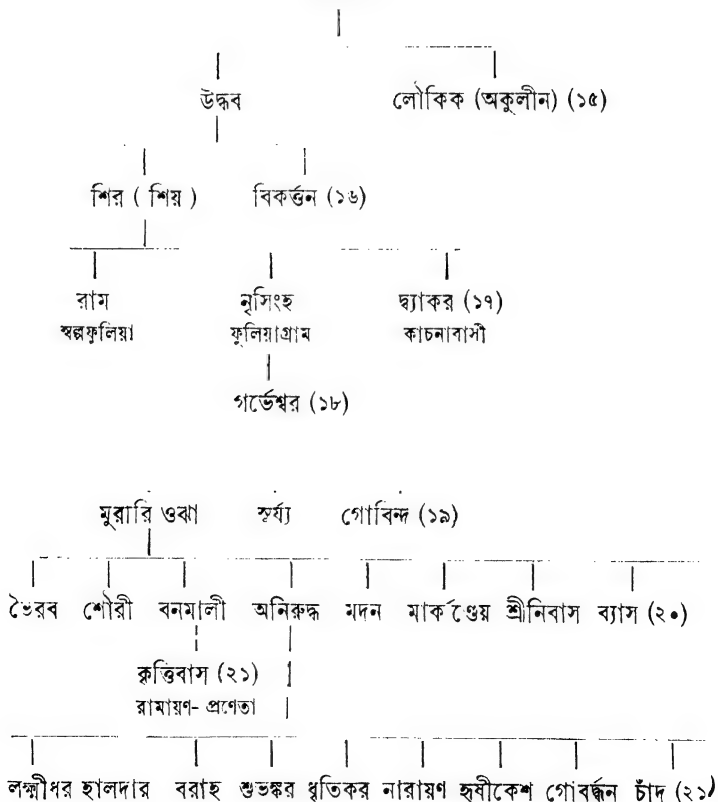 উদ্ধব লৌকিক (অকুলীন) (১৫)
শির ( শিয় ) বিকর্ত্তন (১৬)
রাম নৃসিংহ দ্ব্যাকর (১৭)
স্বল্পফুলিয়া ফুলিয়াগ্রাম কাচনাবাসী
গর্ভেশ্বর (১৮)
মুরারি ওঝা সূর্য্য গোবিন্দ (১৯)
ভৈরব শৌরী বনমালী অনিরুদ্ধ মদন মার্কণ্ডেয় শ্রীনিবাস ব্যাস (২০)
কৃত্তিবাস (২১)
রামায়ণ- প্রণেতা
লক্ষ্মীধর হালদার বরাহ শুভঙ্কর ধৃতিকর নারায়ণ হৃষীকেশ গোবর্দ্ধন চাঁদ (২১)